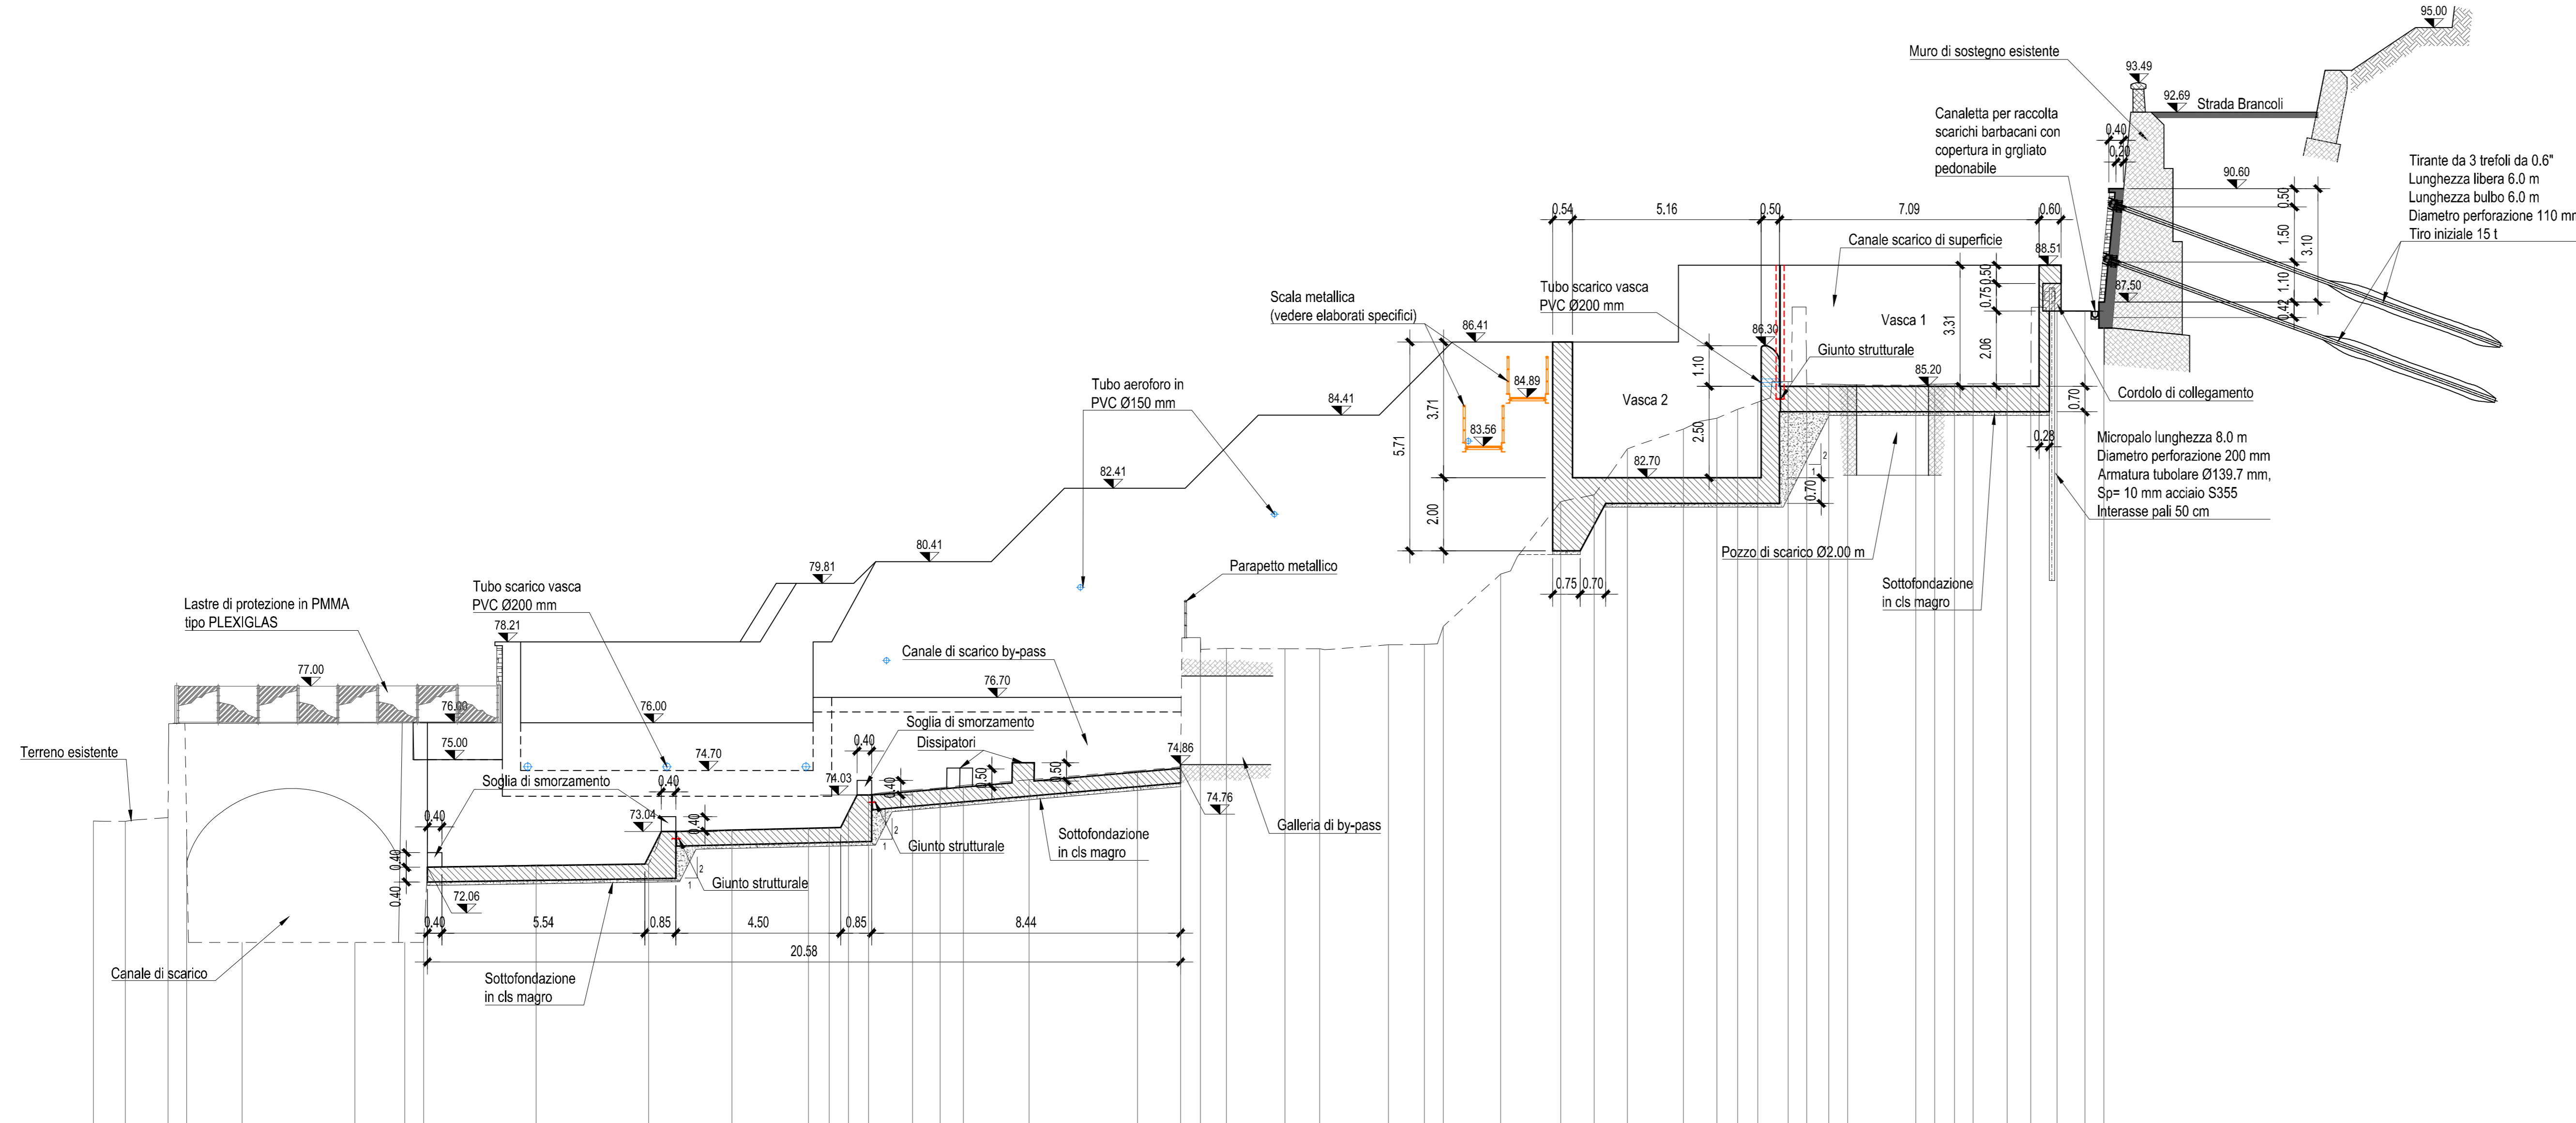 95.00
Muro di sostegno esistente
93.49
92.69
Strada Brancoli
Canaletta per raccolta
scarichi barbacani con
copertura in grgliato
pedonabile
0.40
0.20
90.60
Tirante da 3 trefoli da 0.6"
Lunghezza libera 6.0 m
Lunghezza bulbo 6.0 m
Diametro perforazione 110 mm
Tiro iniziale 15 t
0.50
1.50
3.10
1.10
0.42
87.50
0.54
5.16
0.50
7.09
0.60
Canale scarico di superficie
88.51
0.50
0.75
3.31
2.06
Vasca 1
Tubo scarico vasca
PVC Ø200 mm
Scala metallica
(vedere elaborati specifici)
86.41
86.30
Giunto strutturale
1.10
85.20
0.70
Cordolo di collegamento
Tubo aeroforo in
PVC Ø150 mm
84.89
84.41
83.56
Vasca 2
3.71
5.71
2.50
2.00
82.70
0.28
2
1
0.70
Micropalo lunghezza 8.0 m
Diametro perforazione 200 mm
Armatura tubolare Ø139.7 mm,
Sp= 10 mm acciaio S355
Interasse pali 50 cm
82.41
80.41
79.81
Pozzo di scarico Ø2.00 m
0.75
0.70
Sottofondazione
in cls magro
Parapetto metallico
Lastre di protezione in PMMA
tipo PLEXIGLAS
Tubo scarico vasca
PVC Ø200 mm
78.21
77.00
Canale di scarico by-pass
76.70
76.00
76.00
75.00
74.70
Soglia di smorzamento
Dissipatori
0.40
74.86
Terreno esistente
Soglia di smorzamento
0.40
74.03
0.40
0.50
0.50
74.76
73.04
0.40
0.40
0.40
0.40
72.06
Galleria di by-pass
Sottofondazione
in cls magro
2
1
Giunto strutturale
2
1
Giunto strutturale
0.40
5.54
0.85
4.50
0.85
8.44
20.58
Canale di scarico
Sottofondazione
in cls magro